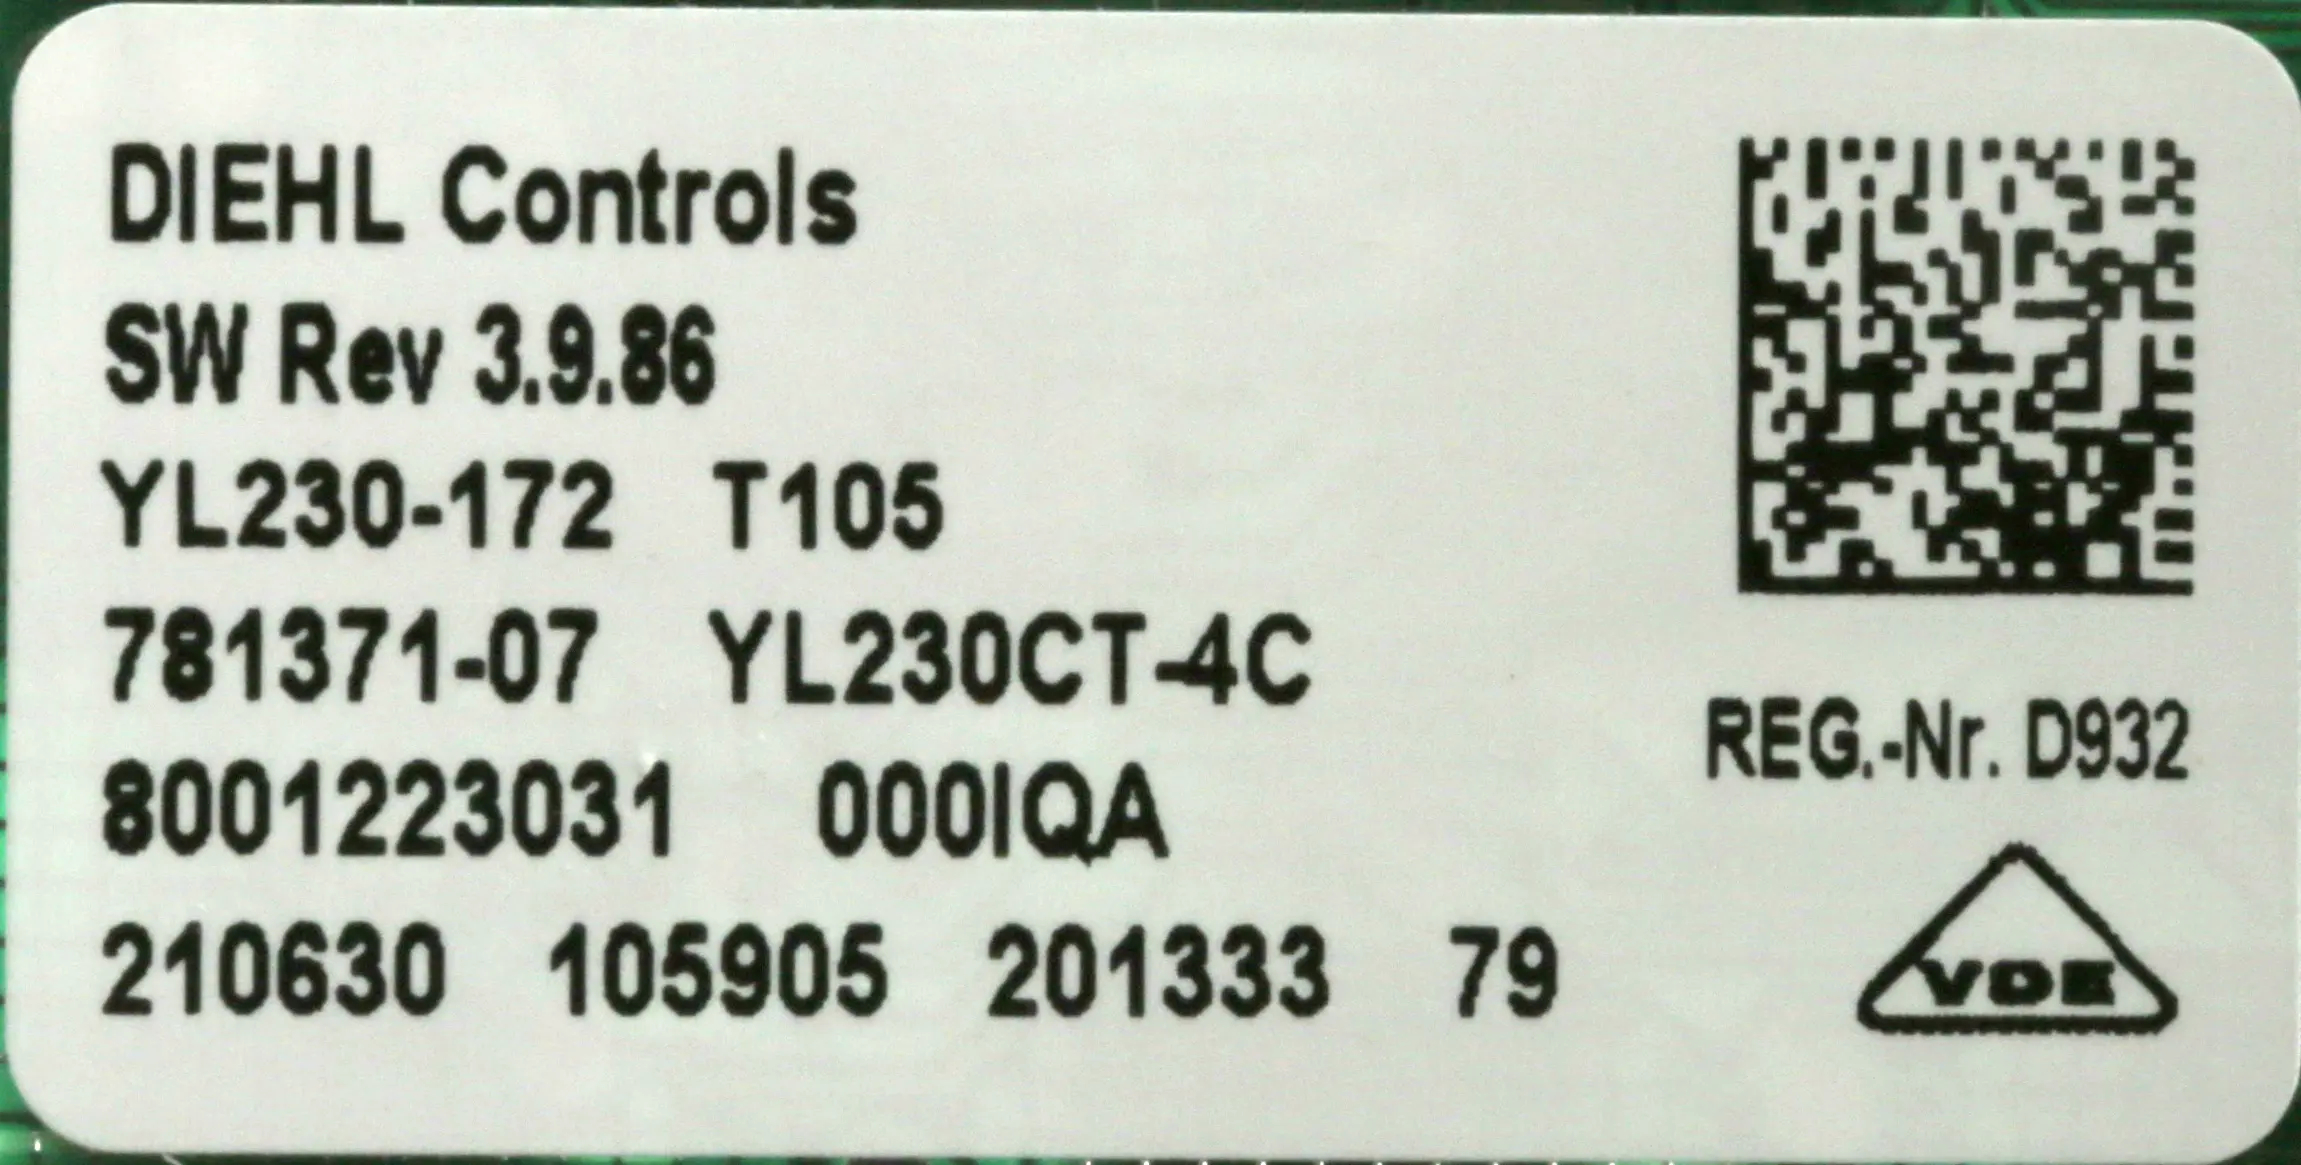 DIEHL Controls
SW Rev 3.9.86
YL230-172 T105
781371-07 YL230CT-4C
8001223031 000IQA
210630 105905 201333 79
REG.-Nr. D932
VDE